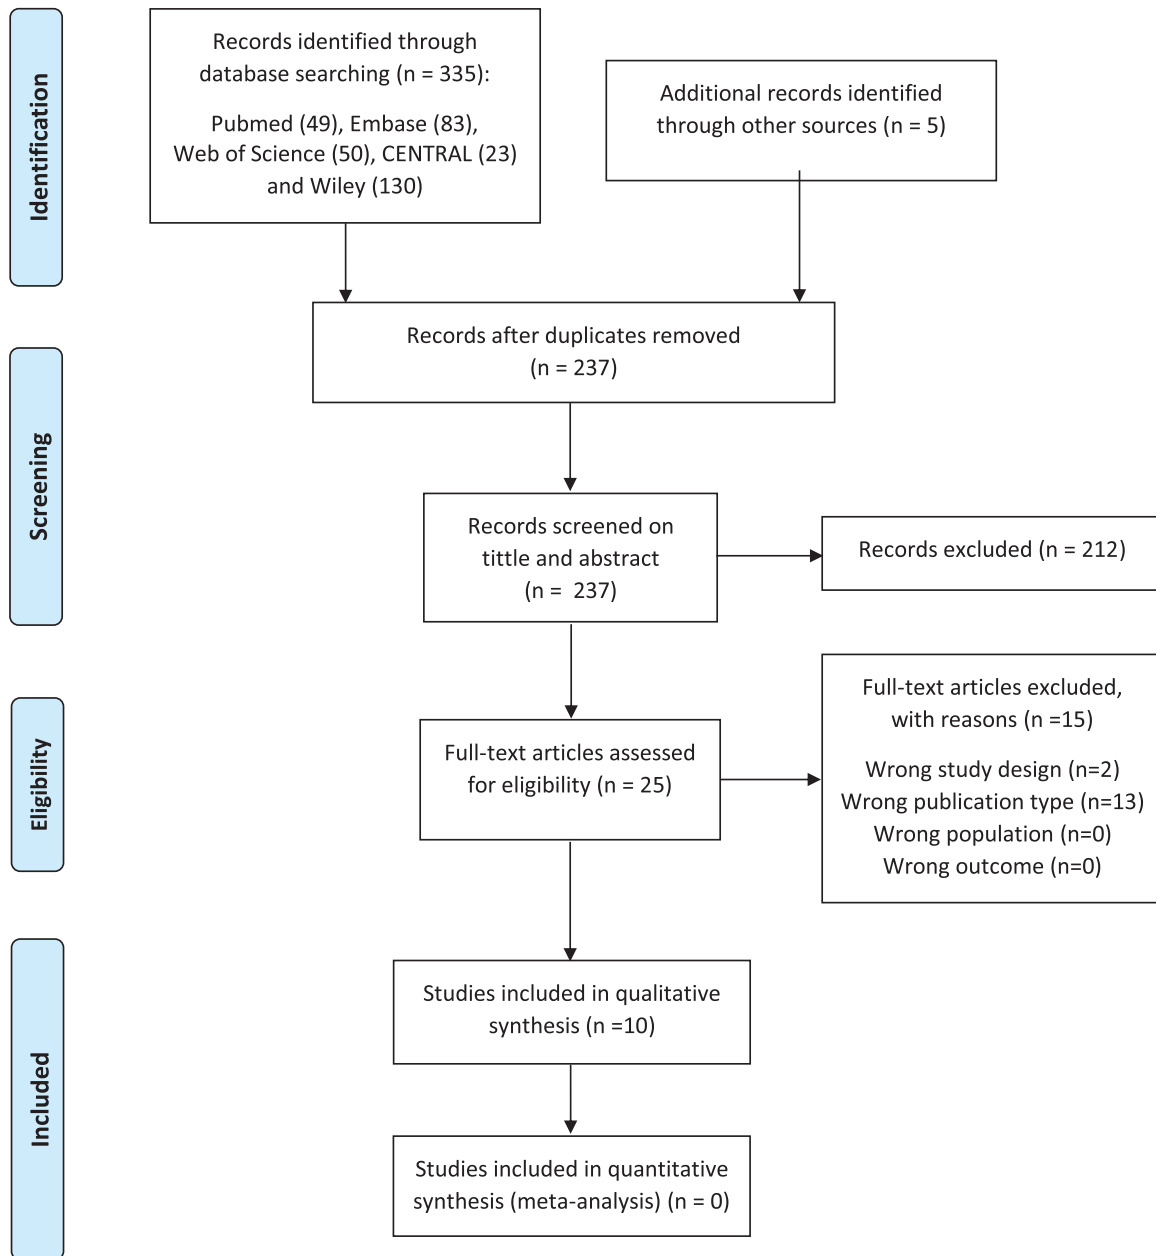 Identification
Records identified through
database searching (n = 335):
Pubmed (49), Embase (83),
Web of Science (50), CENTRAL (23)
and Wiley (130)
Additional records identified
through other sources (n = 5)
Records after duplicates removed
(n = 237)
Screening
Records screened on
tittle and abstract
(n =  237)
Records excluded (n = 212)
Eligibility
Full-text articles assessed
for eligibility (n = 25)
Full-text articles excluded,
with reasons (n =15)
Wrong study design (n=2)
Wrong publication type (n=13)
Wrong population (n=0)
Wrong outcome (n=0)
Included
Studies included in qualitative
synthesis (n =10)
Studies included in quantitative
synthesis (meta-analysis) (n = 0)